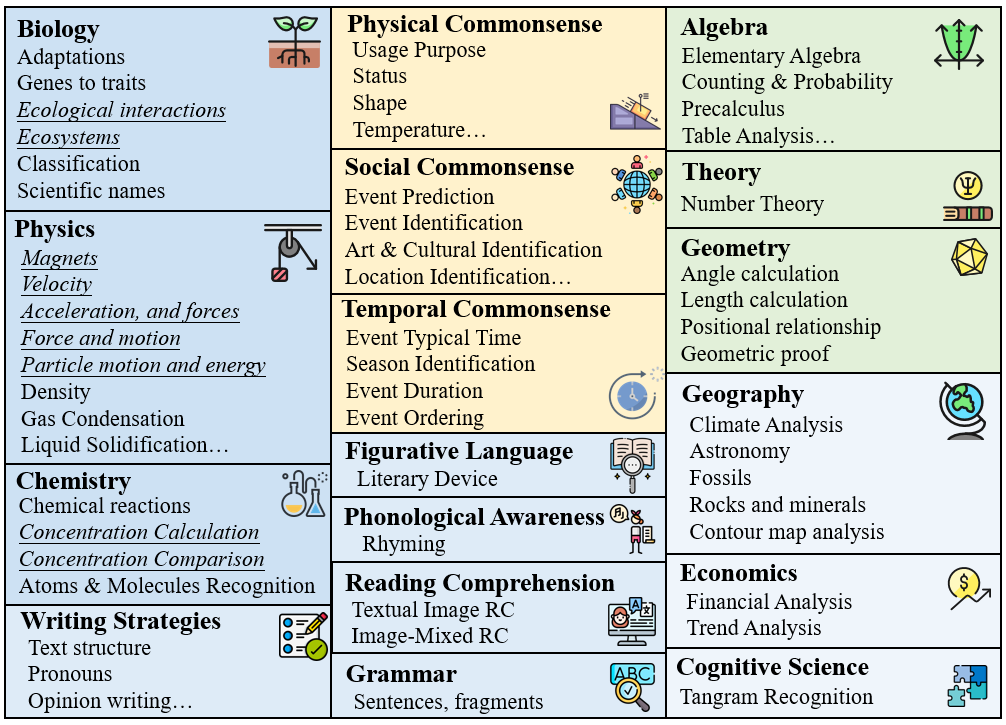 Biology
Adaptations
Genes to traits
Ecological interactions
Ecosystems
Classification
Scientific names
Physics
Magnets
Velocity
Acceleration, and forces
Force and motion
Particle motion and energy
Density
Gas Condensation
Liquid Solidification…
Chemistry
Chemical reactions
Concentration Calculation
Concentration Comparison
Atoms & Molecules Recognition
Writing Strategies
Text structure
Pronouns
Opinion writing…
Physical Commonsense
Usage Purpose
Status
Shape
Temperature…
Social Commonsense
Event Prediction
Event Identification
Art & Cultural Identification
Location Identification…
Temporal Commonsense
Event Typical Time
Season Identification
Event Duration
Event Ordering
Figurative Language
Literary Device
Phonological Awareness
Rhyming
Reading Comprehension
Textual Image RC
Image-Mixed RC
A
Grammar
ABC
Sentences, fragments
Algebra
Elementary Algebra
Counting & Probability
Precalculus
Table Analysis…
Theory
Ψ
Number Theory
Geometry
Angle calculation
Length calculation
Positional relationship
Geometric proof
Geography
Climate Analysis
Astronomy
Fossils
Rocks and minerals
Contour map analysis
Economics
$
Financial Analysis
Trend Analysis
Cognitive Science
Tangram Recognition